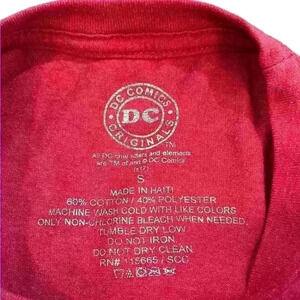 DC COMICS
DC
ORIGINALS
TM
All DC characters and elements
are ™ of and © DC Comics
S
MADE IN HAITI
60% COTTON / 40% POLYESTER
MACHINE WASH COLD WITH LIKE COLORS
ONLY NON-CHLORINE BLEACH WHEN NEEDED
TUMBLE DRY LOW
DO NOT IRON
DO NOT DRY CLEAN
RN# 115665 / SCG